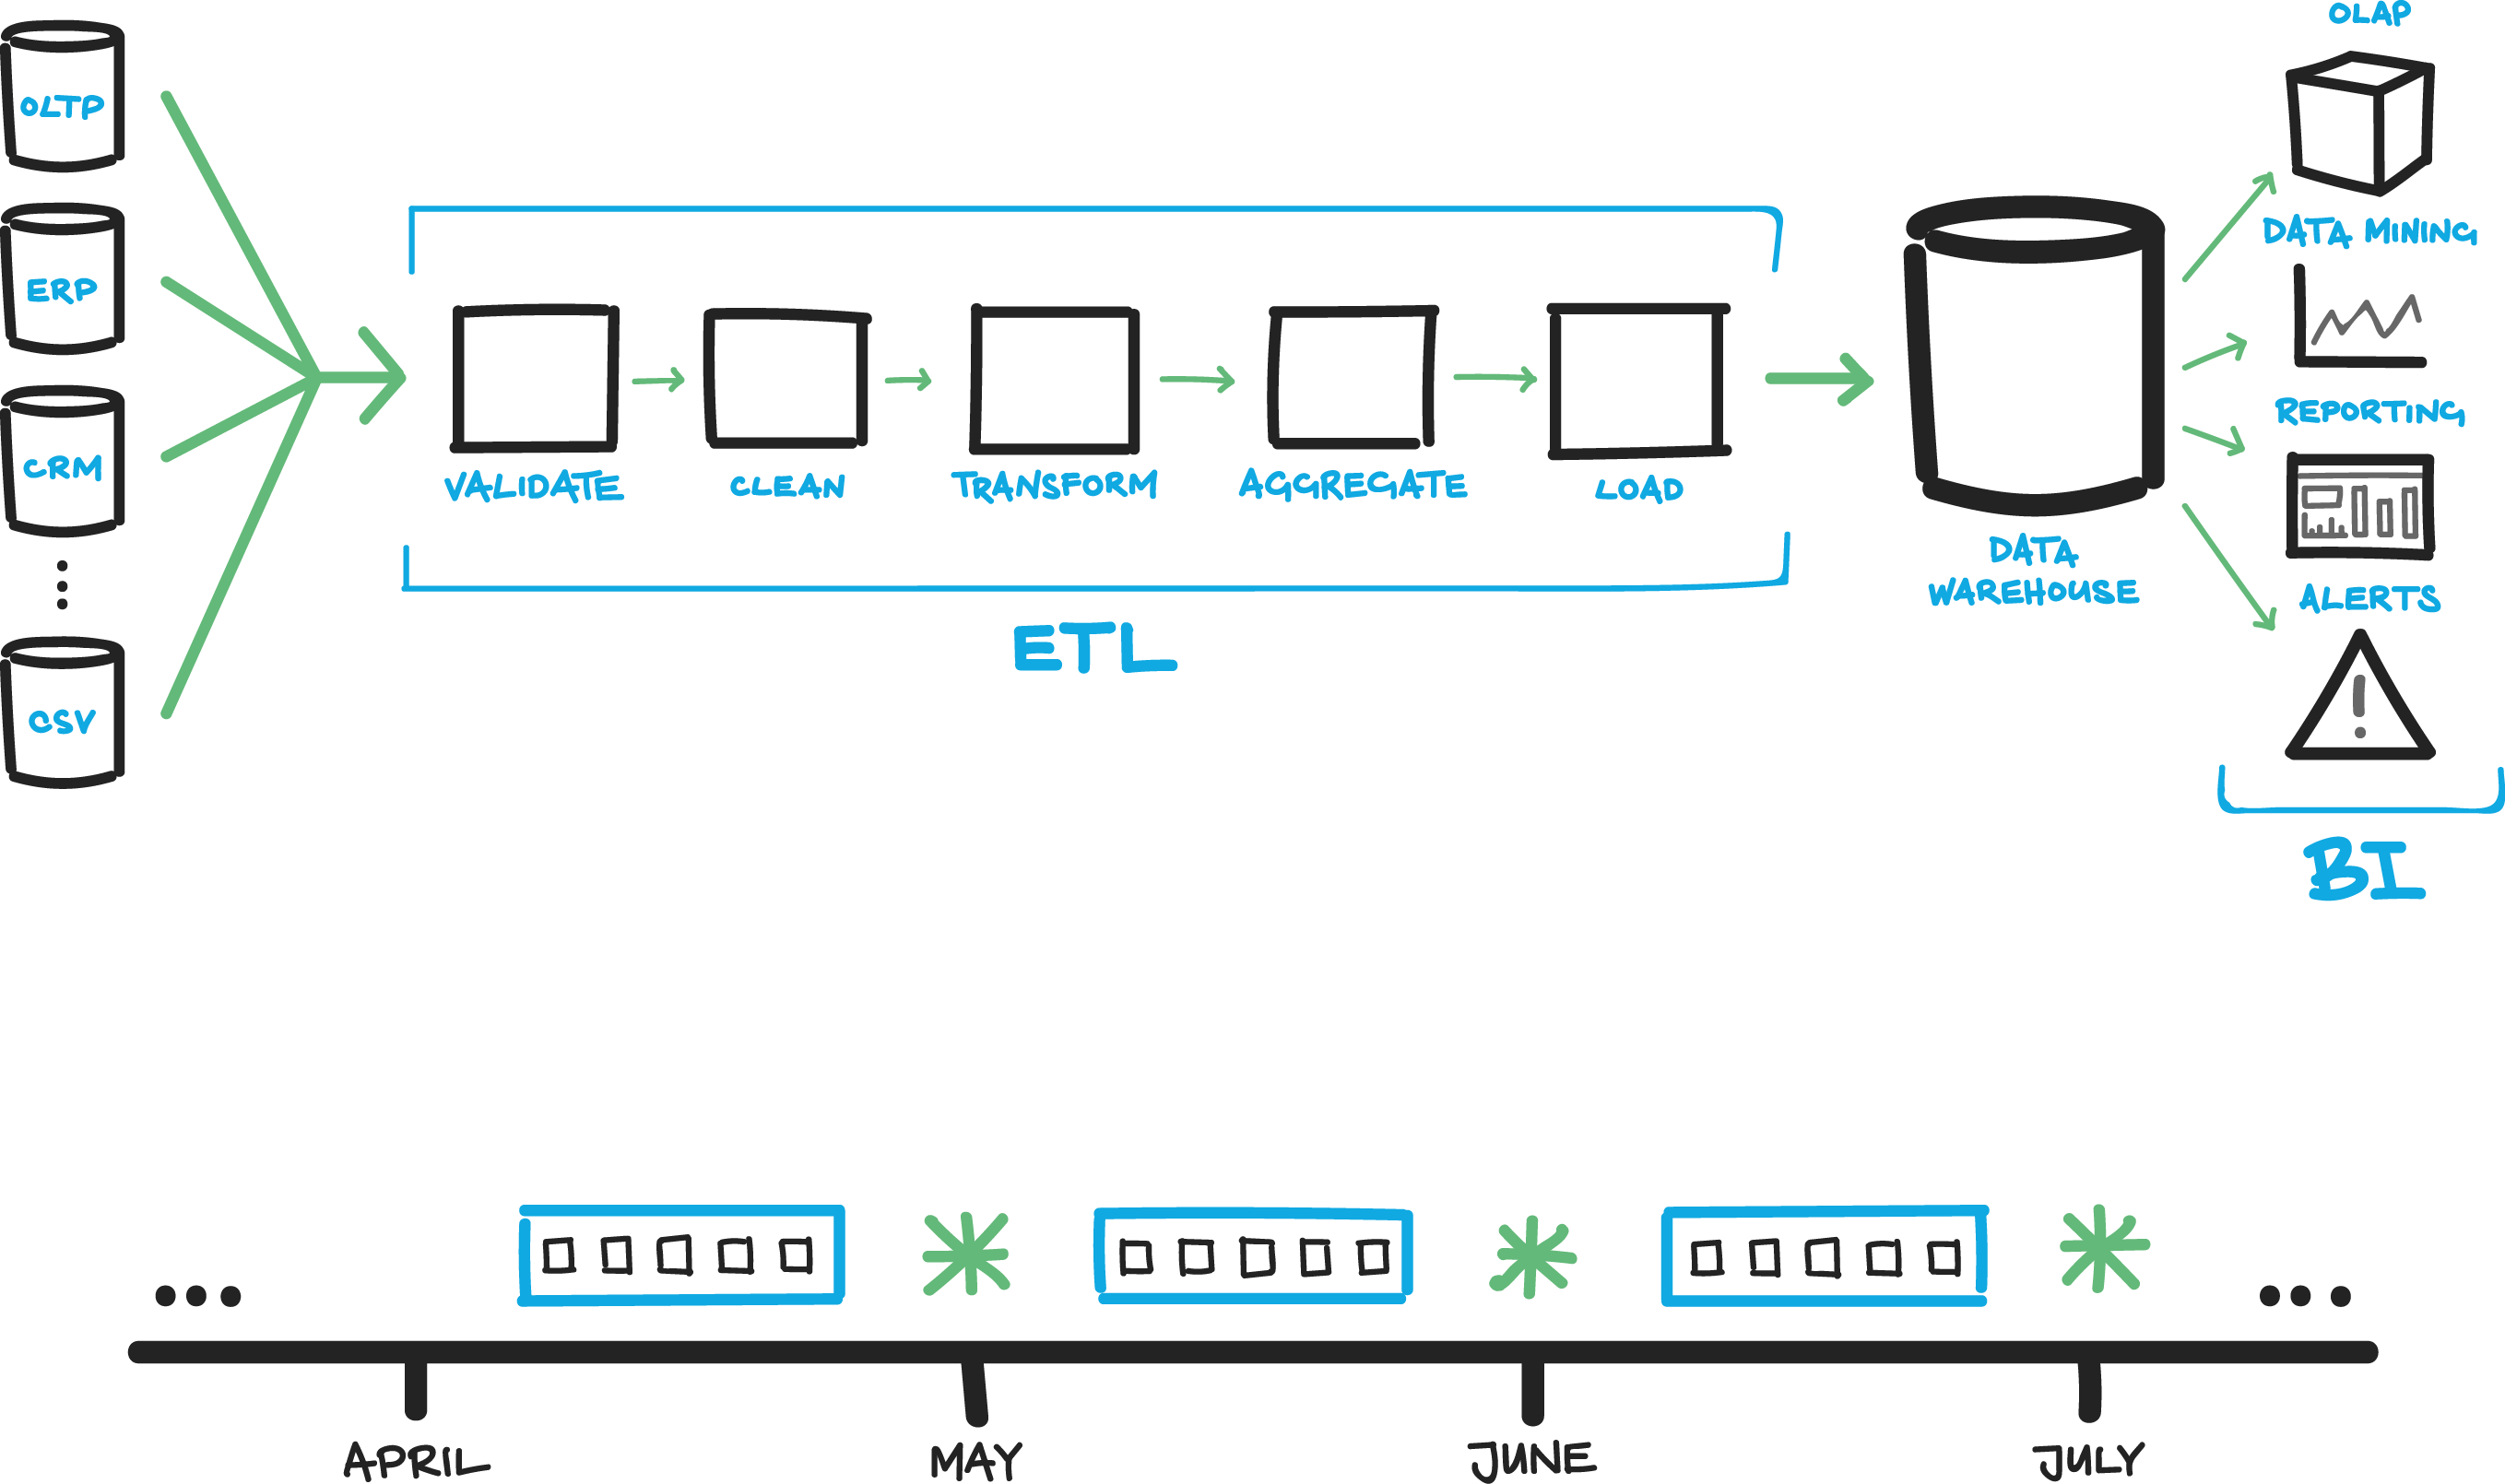 OLTP
ERP
CRM
CSV
VALIDATE
CLEAN
TRANSFORM
AGGREGATE
LOAD
ETL
DATA
WAREHOUSE
OLAP
DATA MINING
REPORTING
ALERTS
!
BI
APRIL
MAY
JUNE
JULY